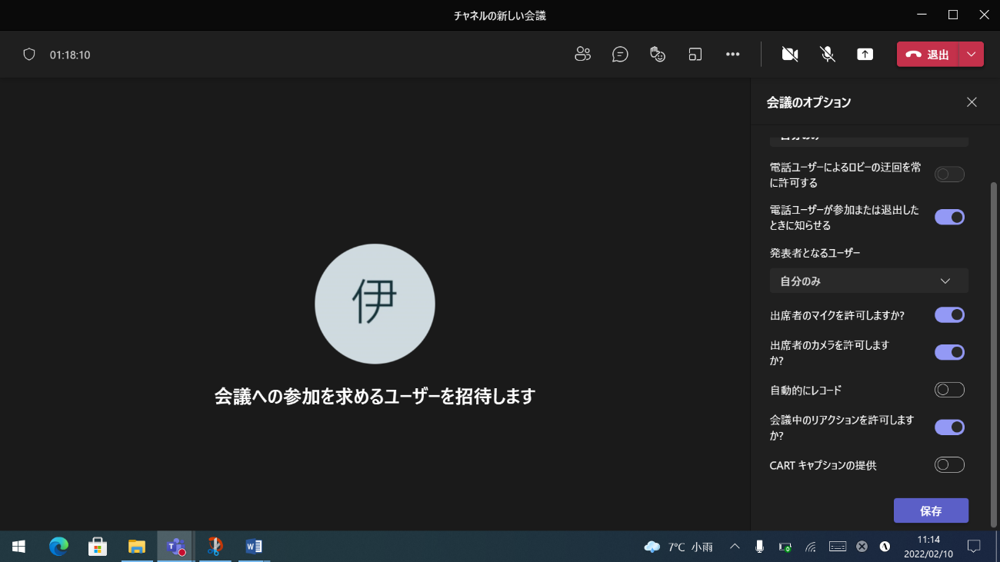 チャネルの新しい会議
01:18:10
退出
会議のオプション
電話ユーザーによるロビーの迂回を常
に許可する
電話ユーザーが参加または退出した
ときに知らせる
発表者となるユーザー
自分のみ
出席者のマイクを許可しますか?
出席者のカメラを許可します
か?
自動的にレコード
会議中のリアクションを許可します
か?
CART キャプションの提供
保存
伊
会議への参加を求めるユーザーを招待します
7°C 小雨
11:14
2022/02/10